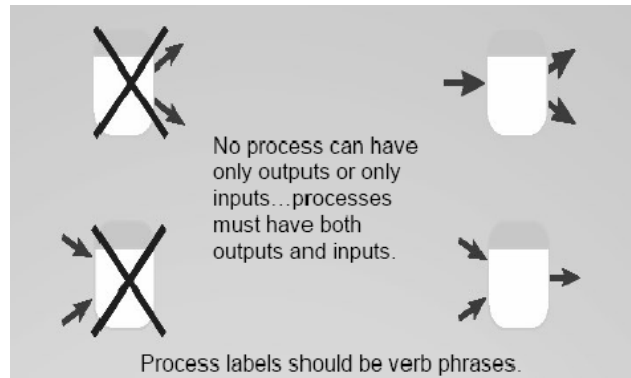 No process can have
only outputs or only
inputs...processes
must have both
outputs and inputs.
Process labels should be verb phrases.